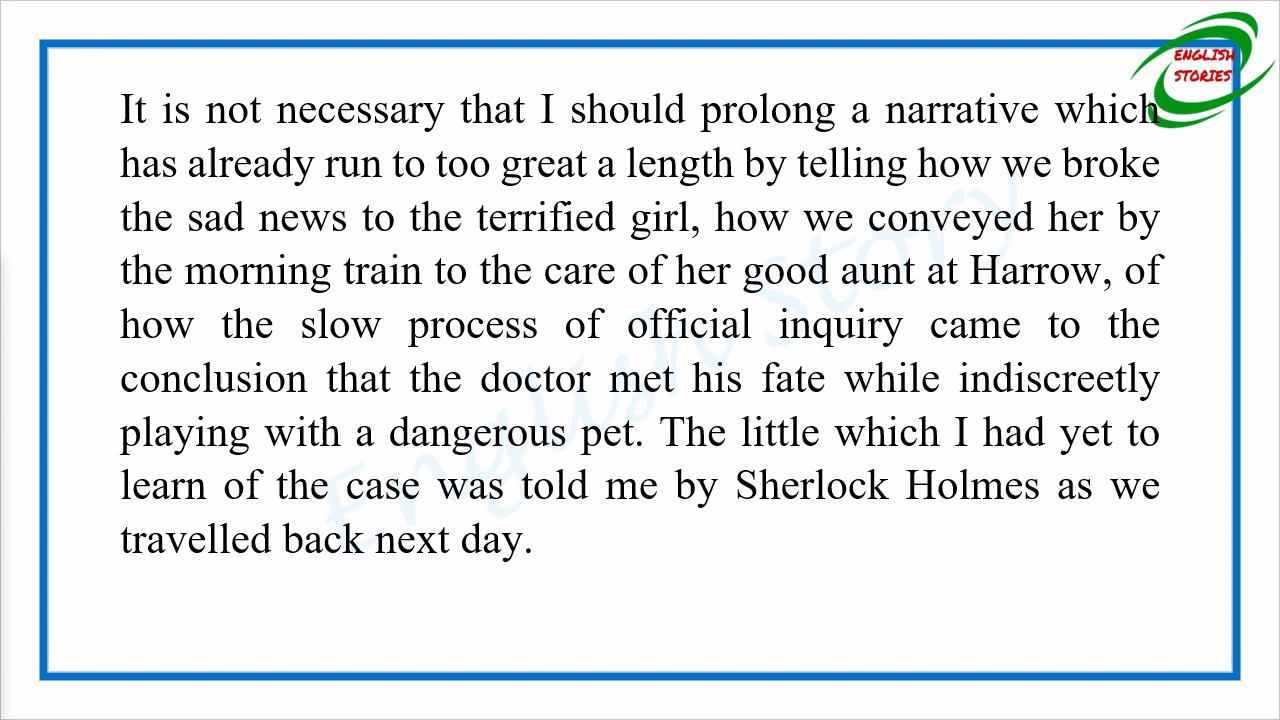 ENGLISH
STORIES
It is not necessary that I should prolong a narrative which
has already run to too great a length by telling how we broke
the sad news to the terrified girl, how we conveyed her by
the morning train to the care of her good aunt at Harrow, of
how the slow process of official inquiry came to the
conclusion that the doctor met his fate while indiscreetly
playing with a dangerous pet. The little which I had yet to
learn of the case was told me by Sherlock Holmes as we
travelled back next day.
English Story